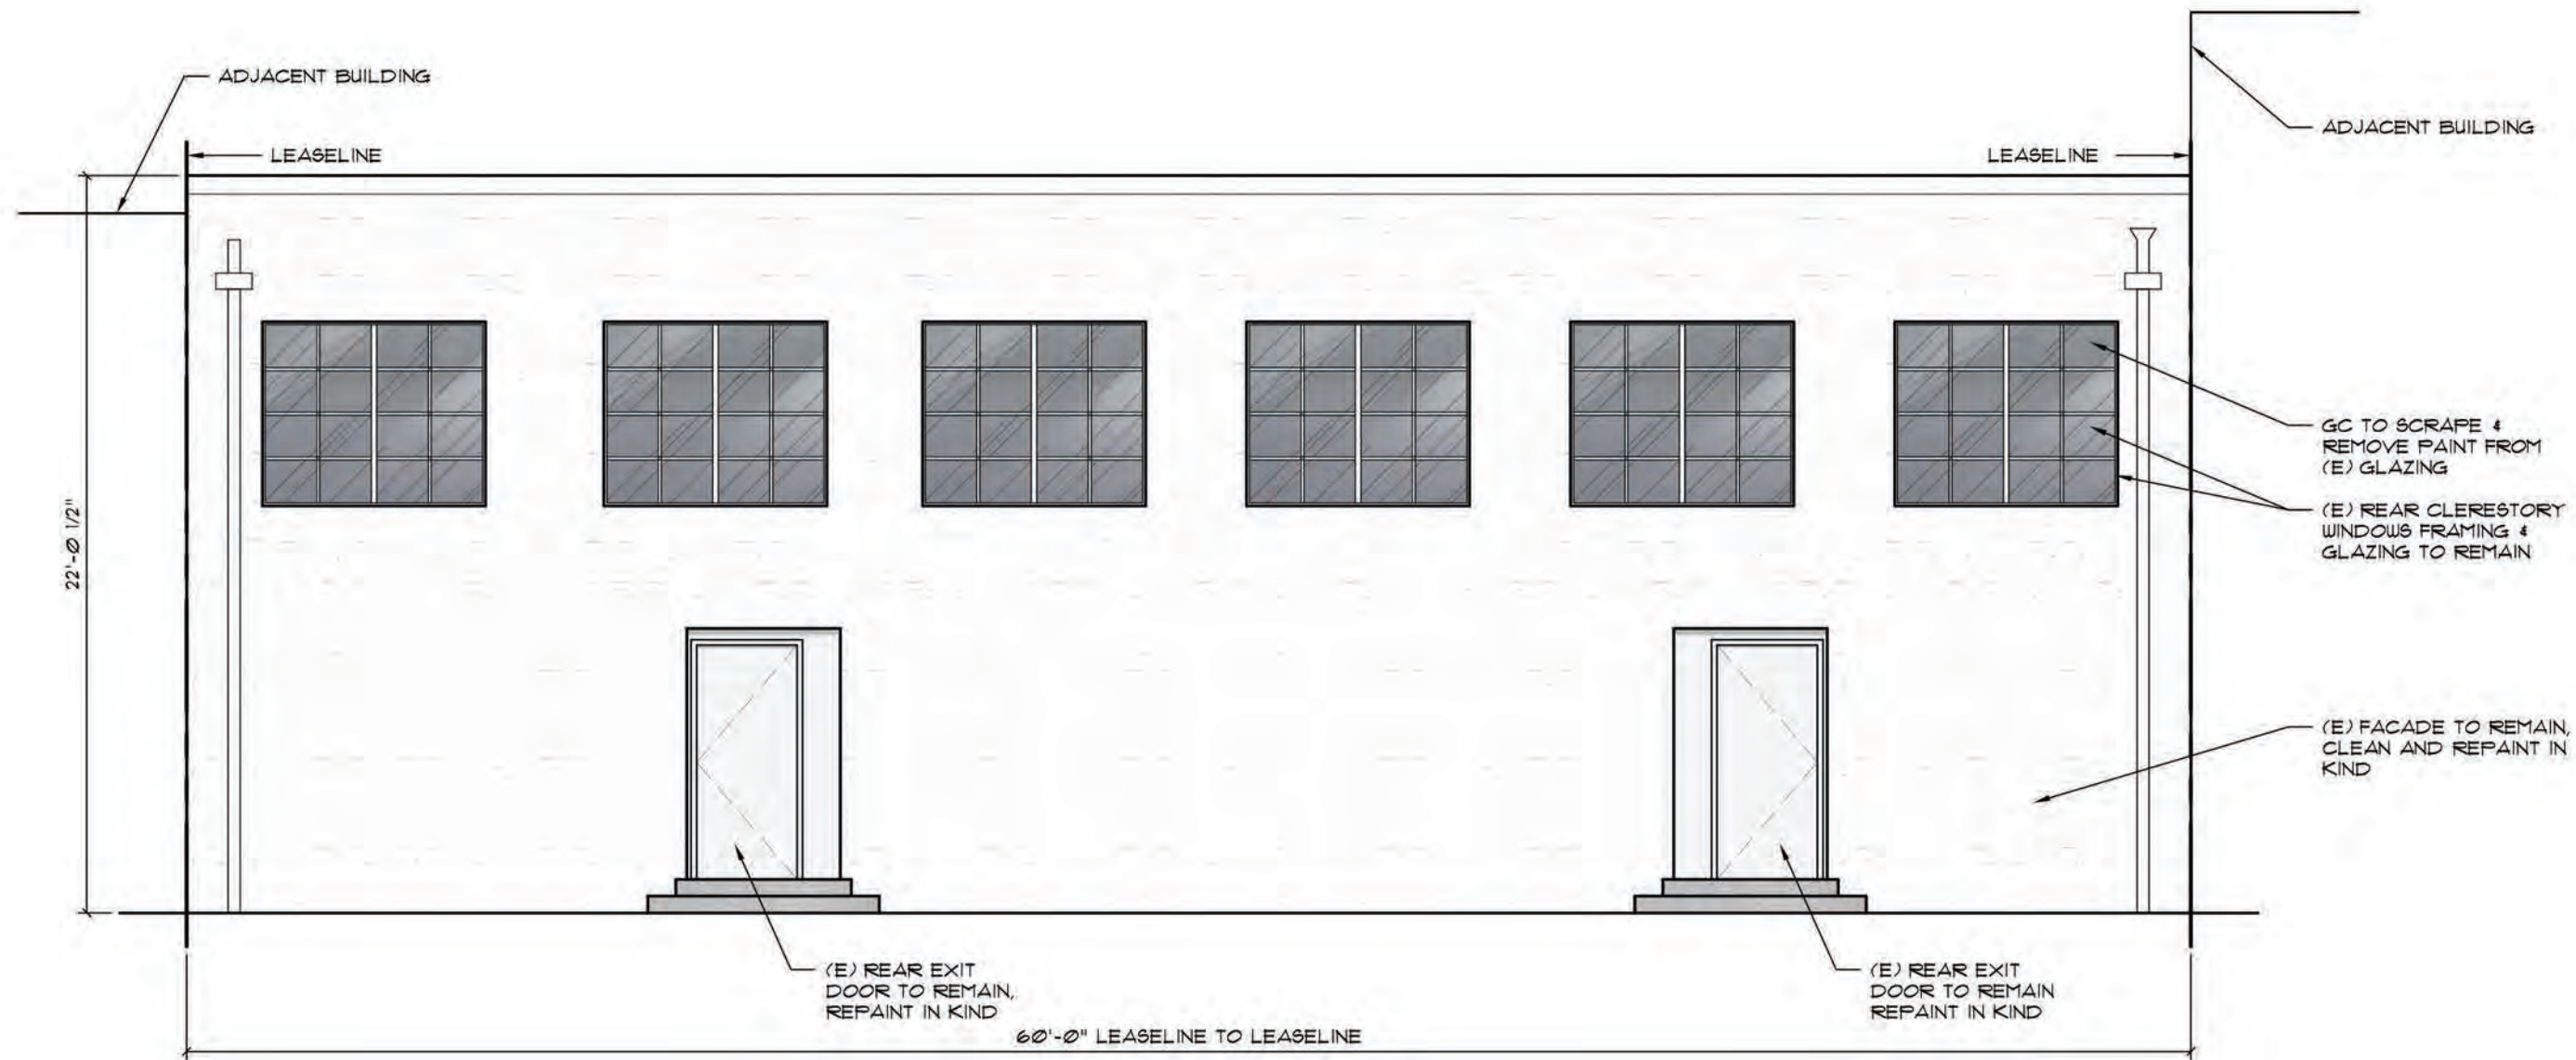 ADJACENT BUILDING
ADJACENT BUILDING
LEASELINE
LEASELINE
22'-0 1/2"
GC TO SCRAPE &
REMOVE PAINT FROM
(E) GLAZING
(E) REAR CLERESTORY
WINDOWS FRAMING &
GLAZING TO REMAIN
(E) FACADE TO REMAIN,
CLEAN AND REPAINT IN
KIND
(E) REAR EXIT
DOOR TO REMAIN,
REPAINT IN KIND
(E) REAR EXIT
DOOR TO REMAIN
REPAINT IN KIND
60'-0" LEASELINE TO LEASELINE